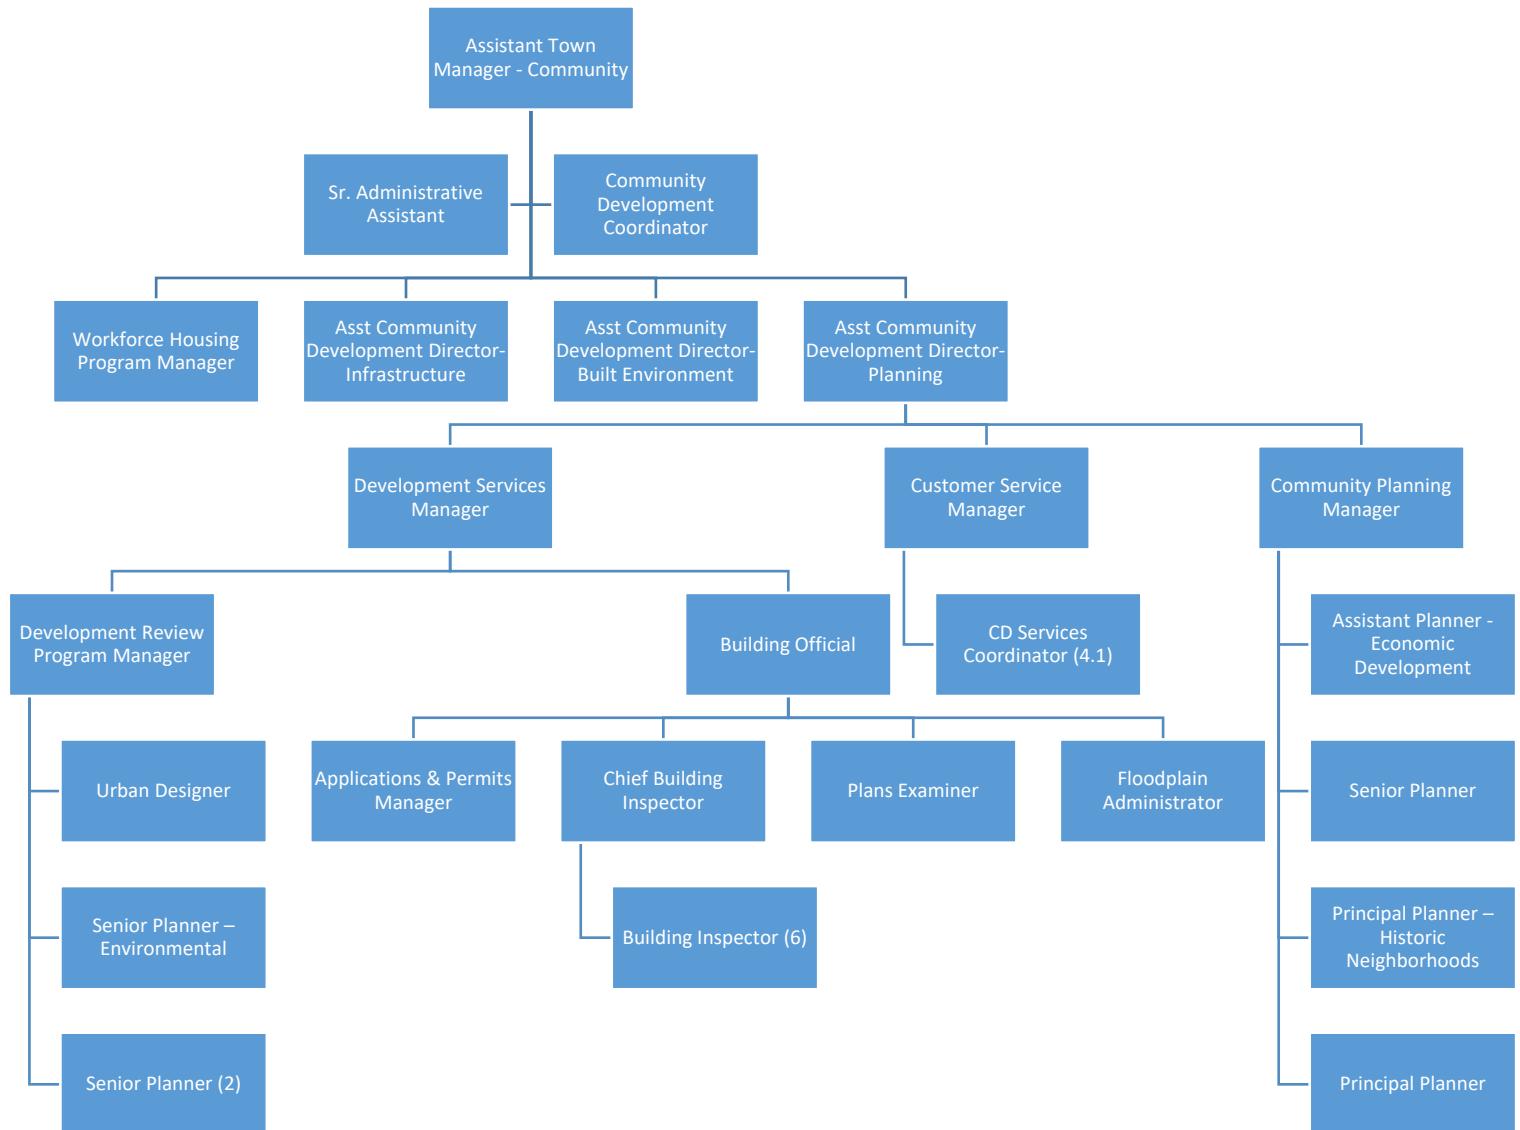 Assistant Town
Manager - Community
Sr. Administrative
Assistant
Community
Development
Coordinator
Workforce Housing
Program Manager
Asst Community
Development Director-
Infrastructure
Asst Community
Development Director-
Built Environment
Asst Community
Development Director-
Planning
Development Services
Manager
Customer Service
Manager
Community Planning
Manager
Development Review
Program Manager
Building Official
CD Services
Coordinator (4.1)
Assistant Planner -
Economic
Development
Urban Designer
Applications & Permits
Manager
Chief Building
Inspector
Plans Examiner
Floodplain
Administrator
Senior Planner
Senior Planner –
Environmental
Building Inspector (6)
Principal Planner –
Historic
Neighborhoods
Senior Planner (2)
Principal Planner